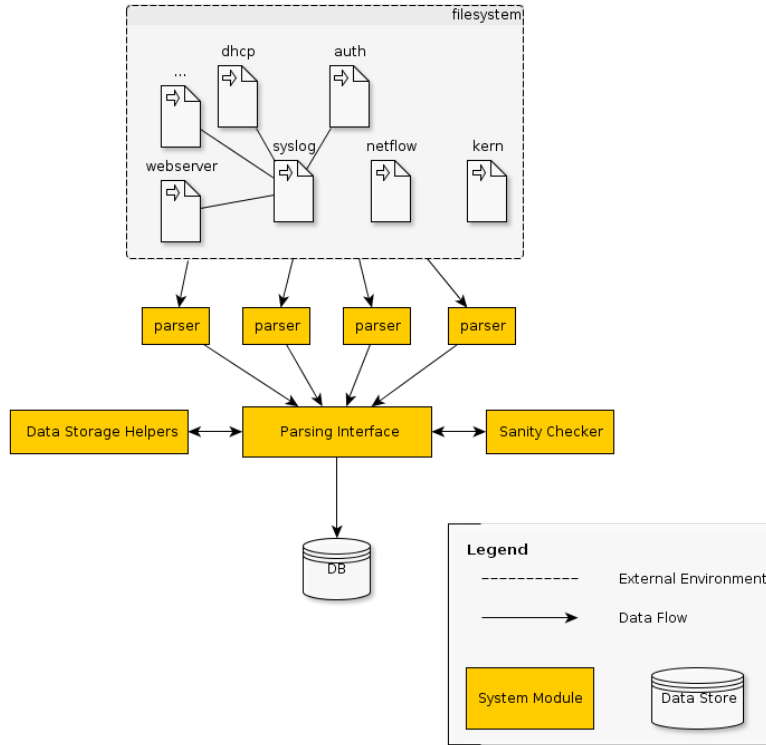 filesystem
dhcp
auth
...
syslog
netflow
kern
webserver
parser
parser
parser
parser
Data Storage Helpers
Parsing Interface
Sanity Checker
DB
Legend
External Environment
Data Flow
System Module
Data Store